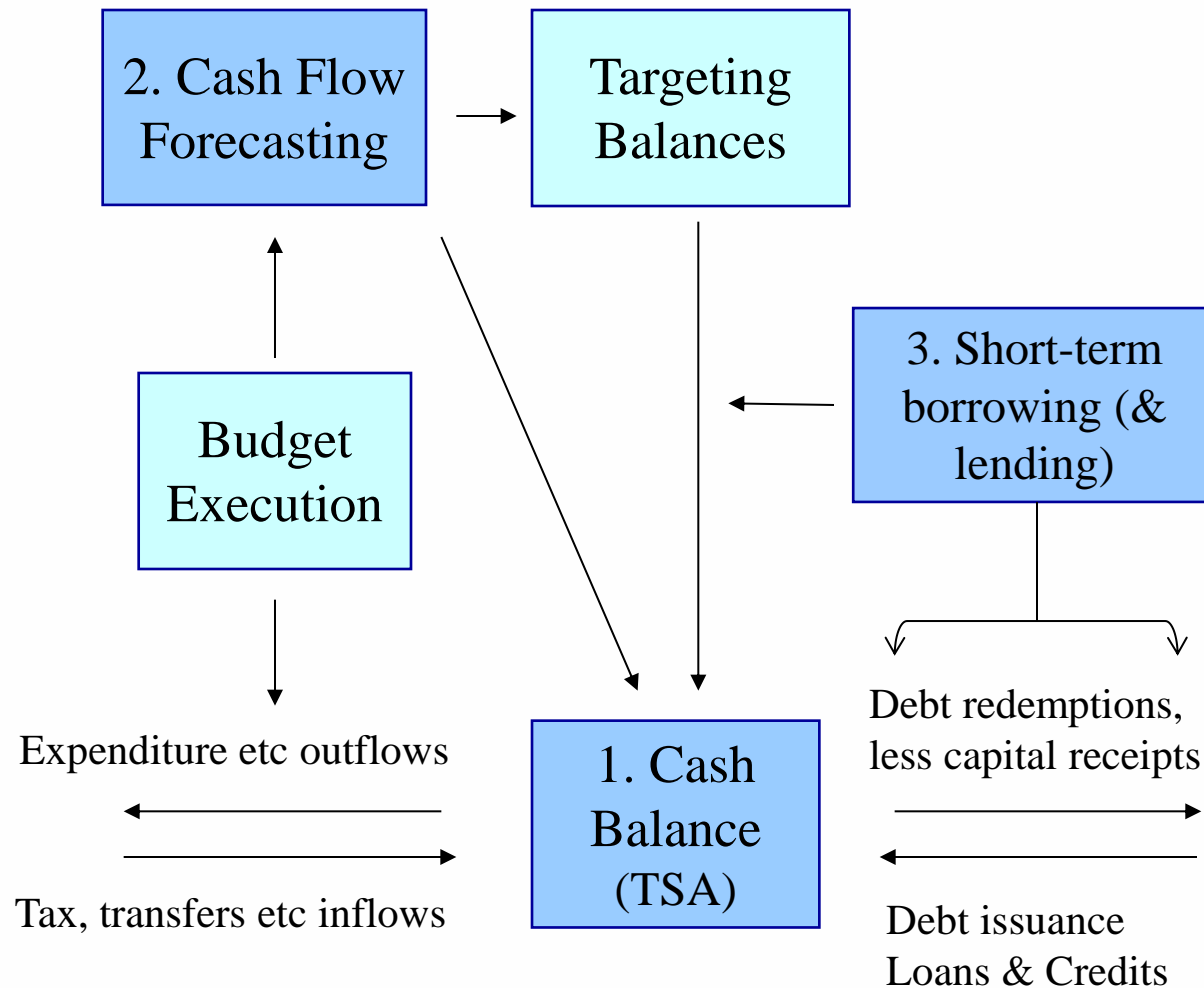 2. Cash Flow
Forecasting
Targeting
Balances
3. Short-term
borrowing (&
lending)
Budget
Execution
Expenditure etc outflows
Tax, transfers etc inflows
1. Cash
Balance
(TSA)
Debt redemptions,
less capital receipts
Debt issuance
Loans & Credits